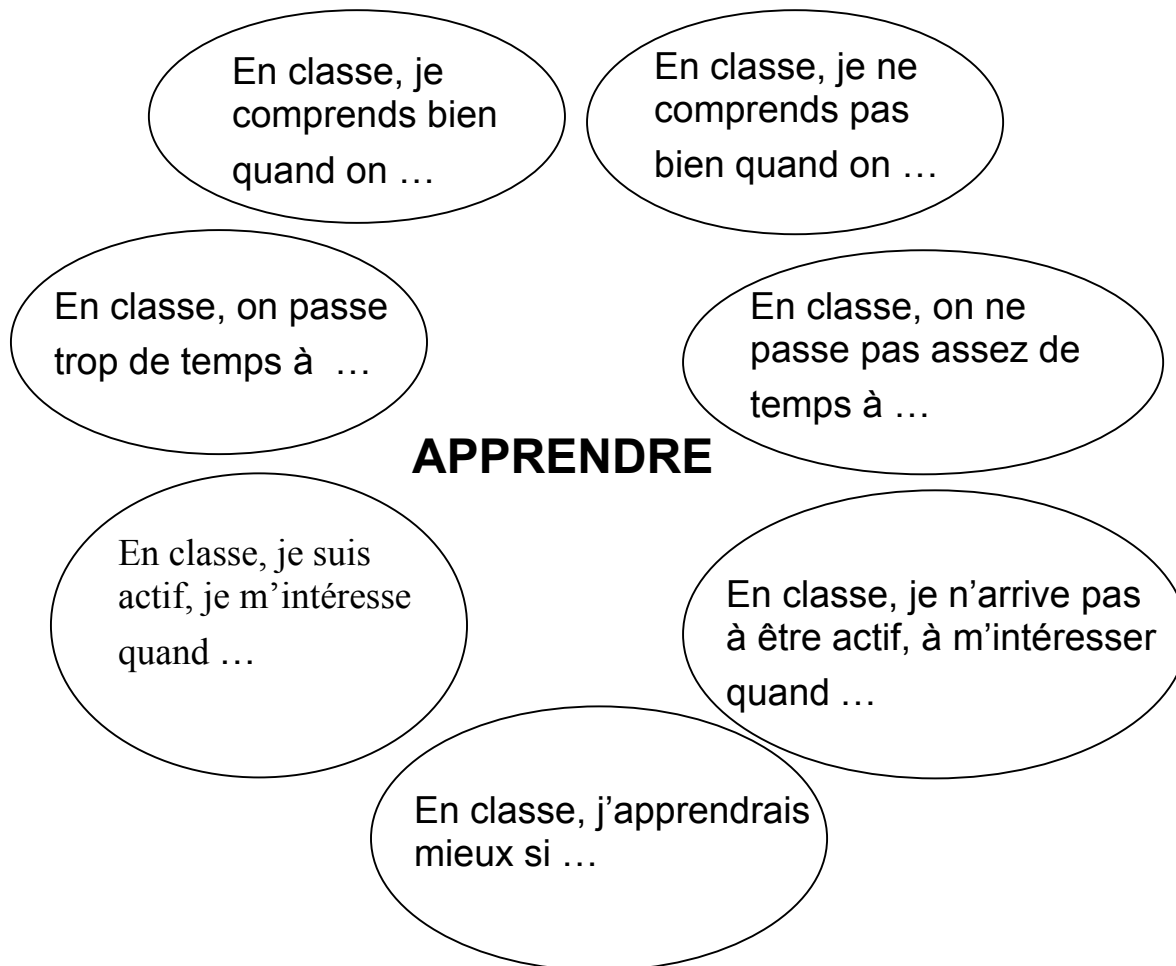 En classe, je
comprends bien
quand on …
En classe, je ne
comprends pas
bien quand on …
En classe, on passe
trop de temps à …
En classe, on ne
passe pas assez de
temps à …
APPRENDRE
En classe, je suis
actif, je m’intéresse
quand …
En classe, je n’arrive pas
à être actif, à m’intéresser
quand …
En classe, j’apprendrais
mieux si …